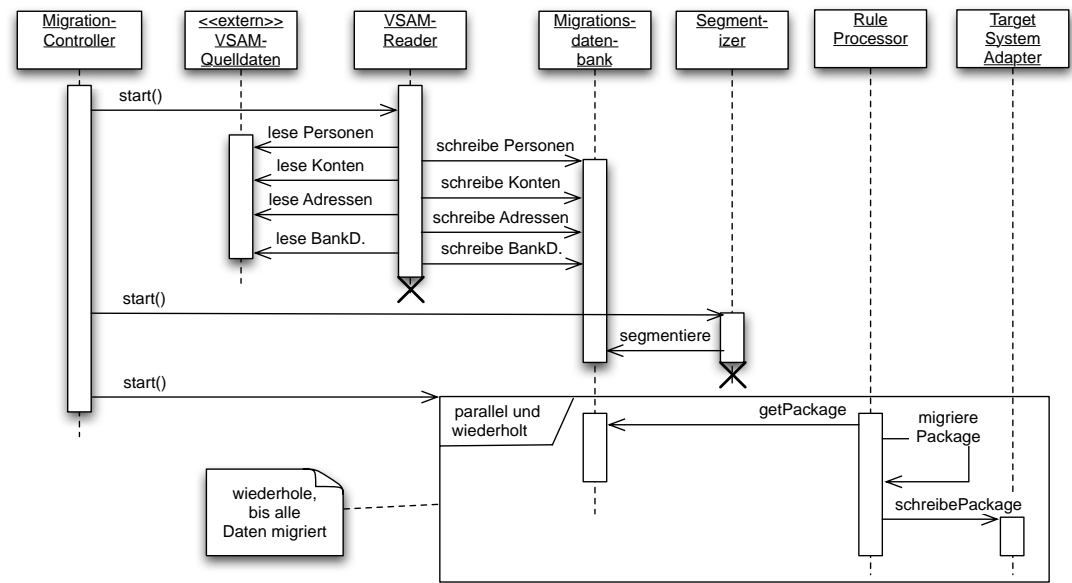 Migration-
Controller
<<extern>>
VSAM-
Quelldaten
VSAM-
Reader
Migrations-
daten-
bank
Segment-
izer
Rule
Processor
Target
System
Adapter
start()
lese Personen
schreibe Personen
lese Konten
schreibe Konten
lese Adressen
schreibe Adressen
lese BankD.
schreibe BankD.
start()
segmentiere
start()
parallel und
wiederholt
getPackage
migriere
Package
schreibePackage
wiederhole,
bis alle
Daten migriert